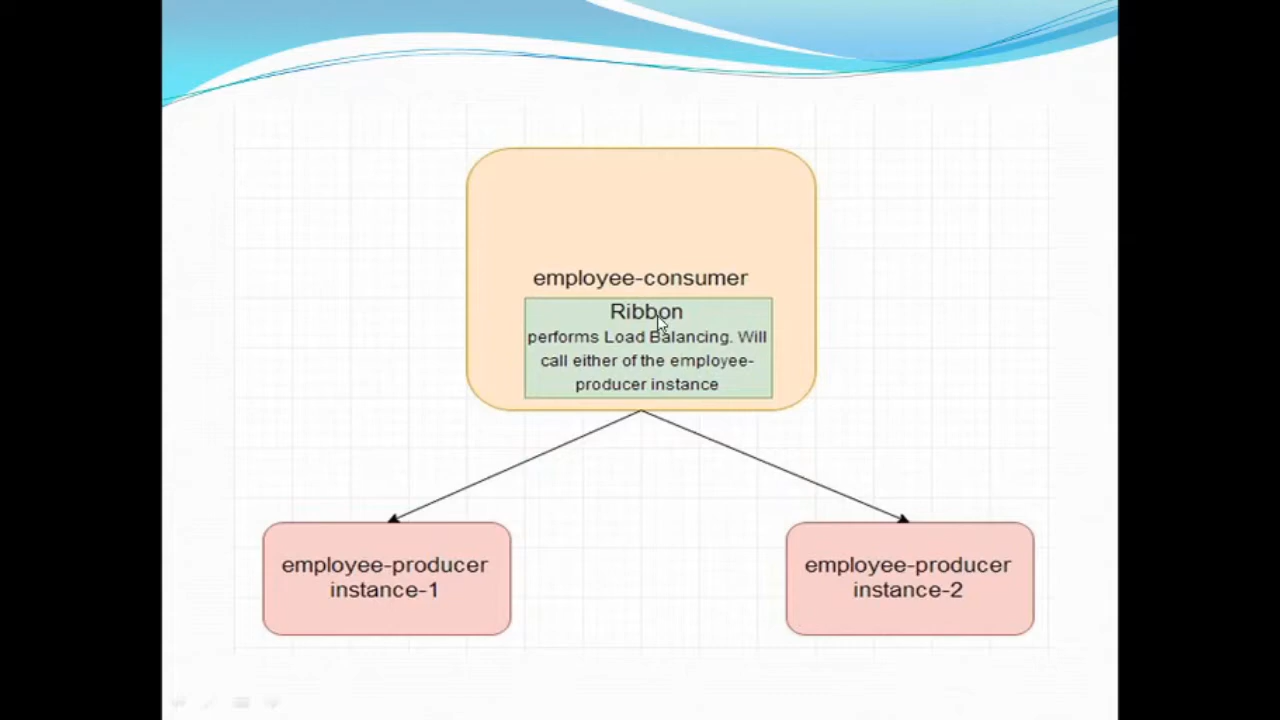 employee-consumer
Ribbon
performs Load Balancing. Will
call either of the employee-
producer instance
employee-producer
instance-1
employee-producer
instance-2